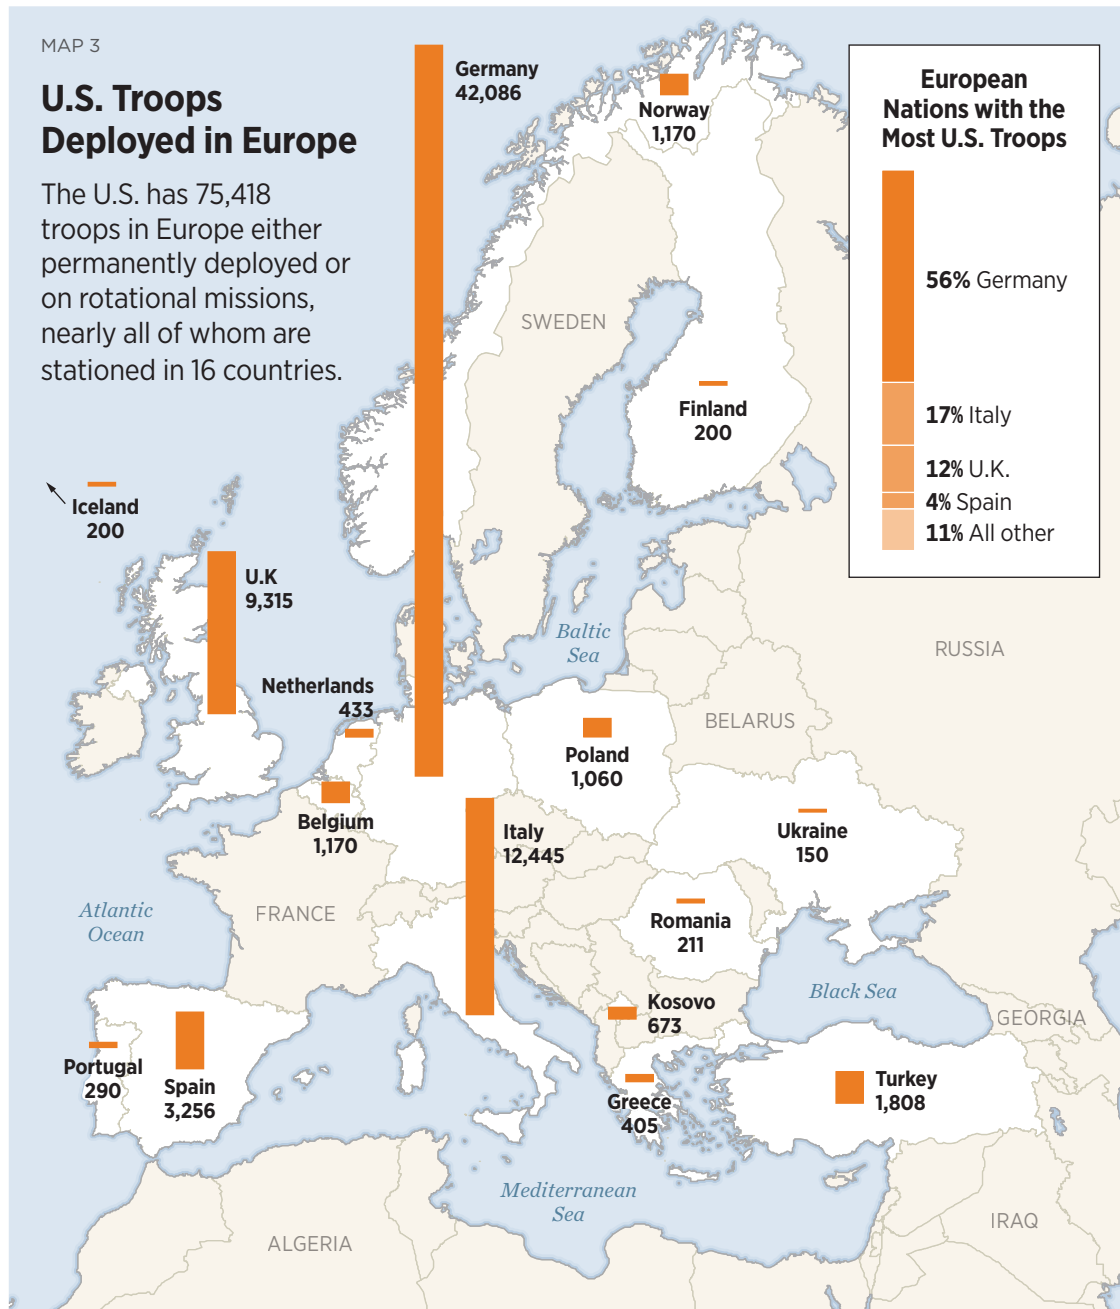 MAP 3
U.S. Troops
Deployed in Europe
The U.S. has 75,418
troops in Europe either
permanently deployed or
on rotational missions,
nearly all of whom are
stationed in 16 countries.
Germany
42,086
Norway
1,170
European
Nations with the
Most U.S. Troops
56% Germany
17% Italy
12% U.K.
4% Spain
11% All other
SWEDEN
Finland
200
Iceland
200
U.K
9,315
Baltic
Sea
RUSSIA
Netherlands
433
BELARUS
Poland
1,060
Belgium
1,170
Italy
12,445
Ukraine
150
Atlantic
Ocean
FRANCE
Romania
211
Black Sea
Kosovo
673
GEORGIA
Portugal
290
Spain
3,256
Greece
405
Turkey
1,808
Mediterranean
Sea
ALGERIA
IRAQ